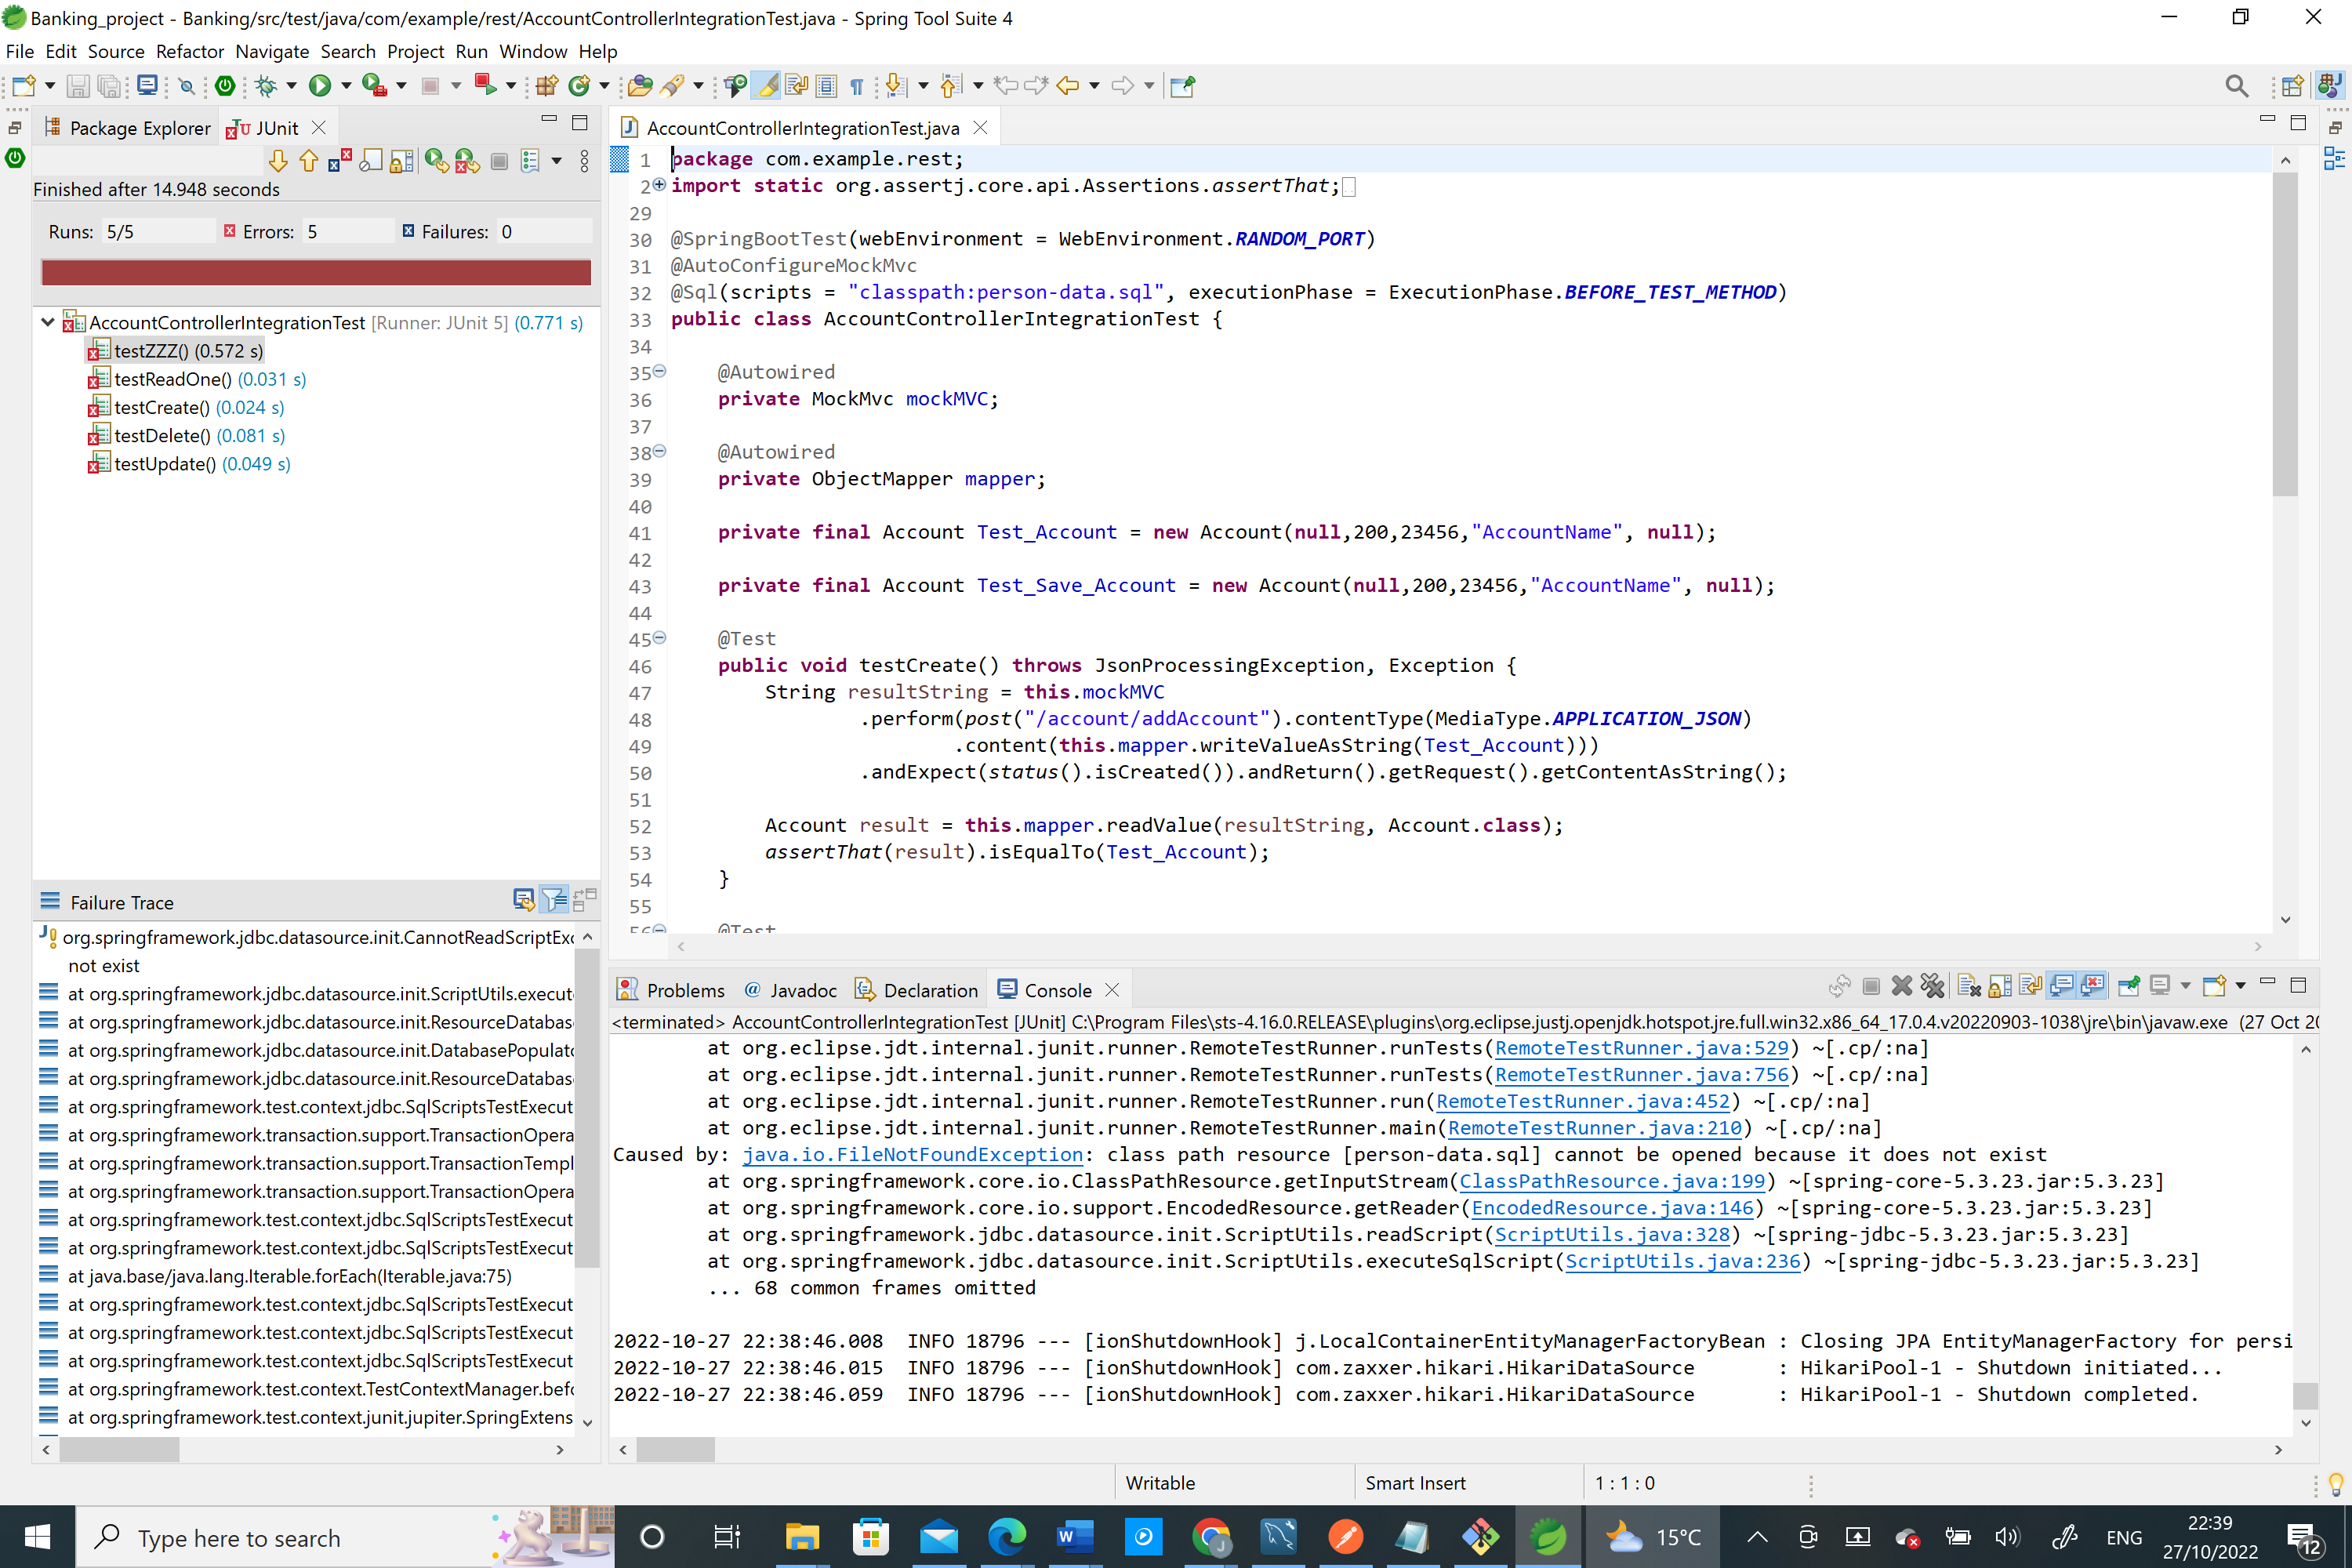 Banking_project - Banking/src/test/java/com/example/rest/AccountControllerIntegrationTest.java - Spring Tool Suite 4
File Edit Source Refactor Navigate Search Project Run Window Help
Package Explorer JUnit
Finished after 14.948 seconds
Runs: 5/5 Errors: 5 Failures: 0
AccountControllerIntegrationTest [Runner: JUnit 5] (0.771 s)
testZZZ() (0.572 s)
testReadOne() (0.031 s)
testCreate() (0.024 s)
testDelete() (0.081 s)
testUpdate() (0.049 s)
Failure Trace
org.springframework.jdbc.datasource.init.CannotReadScriptExc
not exist
at org.springframework.jdbc.datasource.init.ScriptUtils.execut
at org.springframework.jdbc.datasource.init.ResourceDatabas
at org.springframework.jdbc.datasource.init.DatabasePopulato
at org.springframework.jdbc.datasource.init.ResourceDatabas
at org.springframework.test.context.jdbc.SqlScriptsTestExecut
at org.springframework.transaction.support.TransactionOpera
at org.springframework.transaction.support.TransactionTempl
at org.springframework.transaction.support.TransactionOpera
at org.springframework.test.context.jdbc.SqlScriptsTestExecut
at org.springframework.test.context.jdbc.SqlScriptsTestExecut
at java.base/java.lang.Iterable.forEach(Iterable.java:75)
at org.springframework.test.context.jdbc.SqlScriptsTestExecut
at org.springframework.test.context.jdbc.SqlScriptsTestExecut
at org.springframework.test.context.jdbc.SqlScriptsTestExecut
at org.springframework.test.context.TestContextManager.befo
at org.springframework.test.context.junit.jupiter.SpringExtens
AccountControllerIntegrationTest.java
1 package com.example.rest;
2 import static org.assertj.core.api.Assertions.assertThat;
29
30 @SpringBootTest(webEnvironment = WebEnvironment.RANDOM_PORT)
31 @AutoConfigureMockMvc
32 @Sql(scripts = "classpath:person-data.sql", executionPhase = ExecutionPhase.BEFORE_TEST_METHOD)
33 public class AccountControllerIntegrationTest {
34
35 @Autowired
36 private MockMvc mockMVC;
37
38 @Autowired
39 private ObjectMapper mapper;
40
41 private final Account Test_Account = new Account(null,200,23456,"AccountName", null);
42
43 private final Account Test_Save_Account = new Account(null,200,23456,"AccountName", null);
44
45 @Test
46 public void testCreate() throws JsonProcessingException, Exception {
47 String resultString = this.mockMVC
48 .perform(post("/account/addAccount").contentType(MediaType.APPLICATION_JSON)
49 .content(this.mapper.writeValueAsString(Test_Account)))
50 .andExpect(status().isCreated()).andReturn().getRequest().getContentAsString();
51
52 Account result = this.mapper.readValue(resultString, Account.class);
53 assertThat(result).isEqualTo(Test_Account);
54 }
55
56 @Test
Problems @ Javadoc Declaration Console
<terminated> AccountControllerIntegrationTest [JUnit] C:\Program Files\sts-4.16.0.RELEASE\plugins\org.eclipse.justj.openjdk.hotspot.jre.full.win32.x86_64_17.0.4.v20220903-1038\jre\bin\javaw.exe (27 Oct 20
at org.eclipse.jdt.internal.junit.runner.RemoteTestRunner.runTests(RemoteTestRunner.java:529) ~[.cp/:na]
at org.eclipse.jdt.internal.junit.runner.RemoteTestRunner.runTests(RemoteTestRunner.java:756) ~[.cp/:na]
at org.eclipse.jdt.internal.junit.runner.RemoteTestRunner.run(RemoteTestRunner.java:452) ~[.cp/:na]
at org.eclipse.jdt.internal.junit.runner.RemoteTestRunner.main(RemoteTestRunner.java:210) ~[.cp/:na]
Caused by: java.io.FileNotFoundException: class path resource [person-data.sql] cannot be opened because it does not exist
at org.springframework.core.io.ClassPathResource.getInputStream(ClassPathResource.java:199) ~[spring-core-5.3.23.jar:5.3.23]
at org.springframework.core.io.support.EncodedResource.getReader(EncodedResource.java:146) ~[spring-core-5.3.23.jar:5.3.23]
at org.springframework.jdbc.datasource.init.ScriptUtils.readScript(ScriptUtils.java:328) ~[spring-jdbc-5.3.23.jar:5.3.23]
at org.springframework.jdbc.datasource.init.ScriptUtils.executeSqlScript(ScriptUtils.java:236) ~[spring-jdbc-5.3.23.jar:5.3.23]
... 68 common frames omitted
2022-10-27 22:38:46.008 INFO 18796 --- [ionShutdownHook] j.LocalContainerEntityManagerFactoryBean : Closing JPA EntityManagerFactory for persi
2022-10-27 22:38:46.015 INFO 18796 --- [ionShutdownHook] com.zaxxer.hikari.HikariDataSource : HikariPool-1 - Shutdown initiated...
2022-10-27 22:38:46.059 INFO 18796 --- [ionShutdownHook] com.zaxxer.hikari.HikariDataSource : HikariPool-1 - Shutdown completed.
Writable Smart Insert 1 : 1 : 0
Type here to search 15°C ENG 22:39
27/10/2022 12